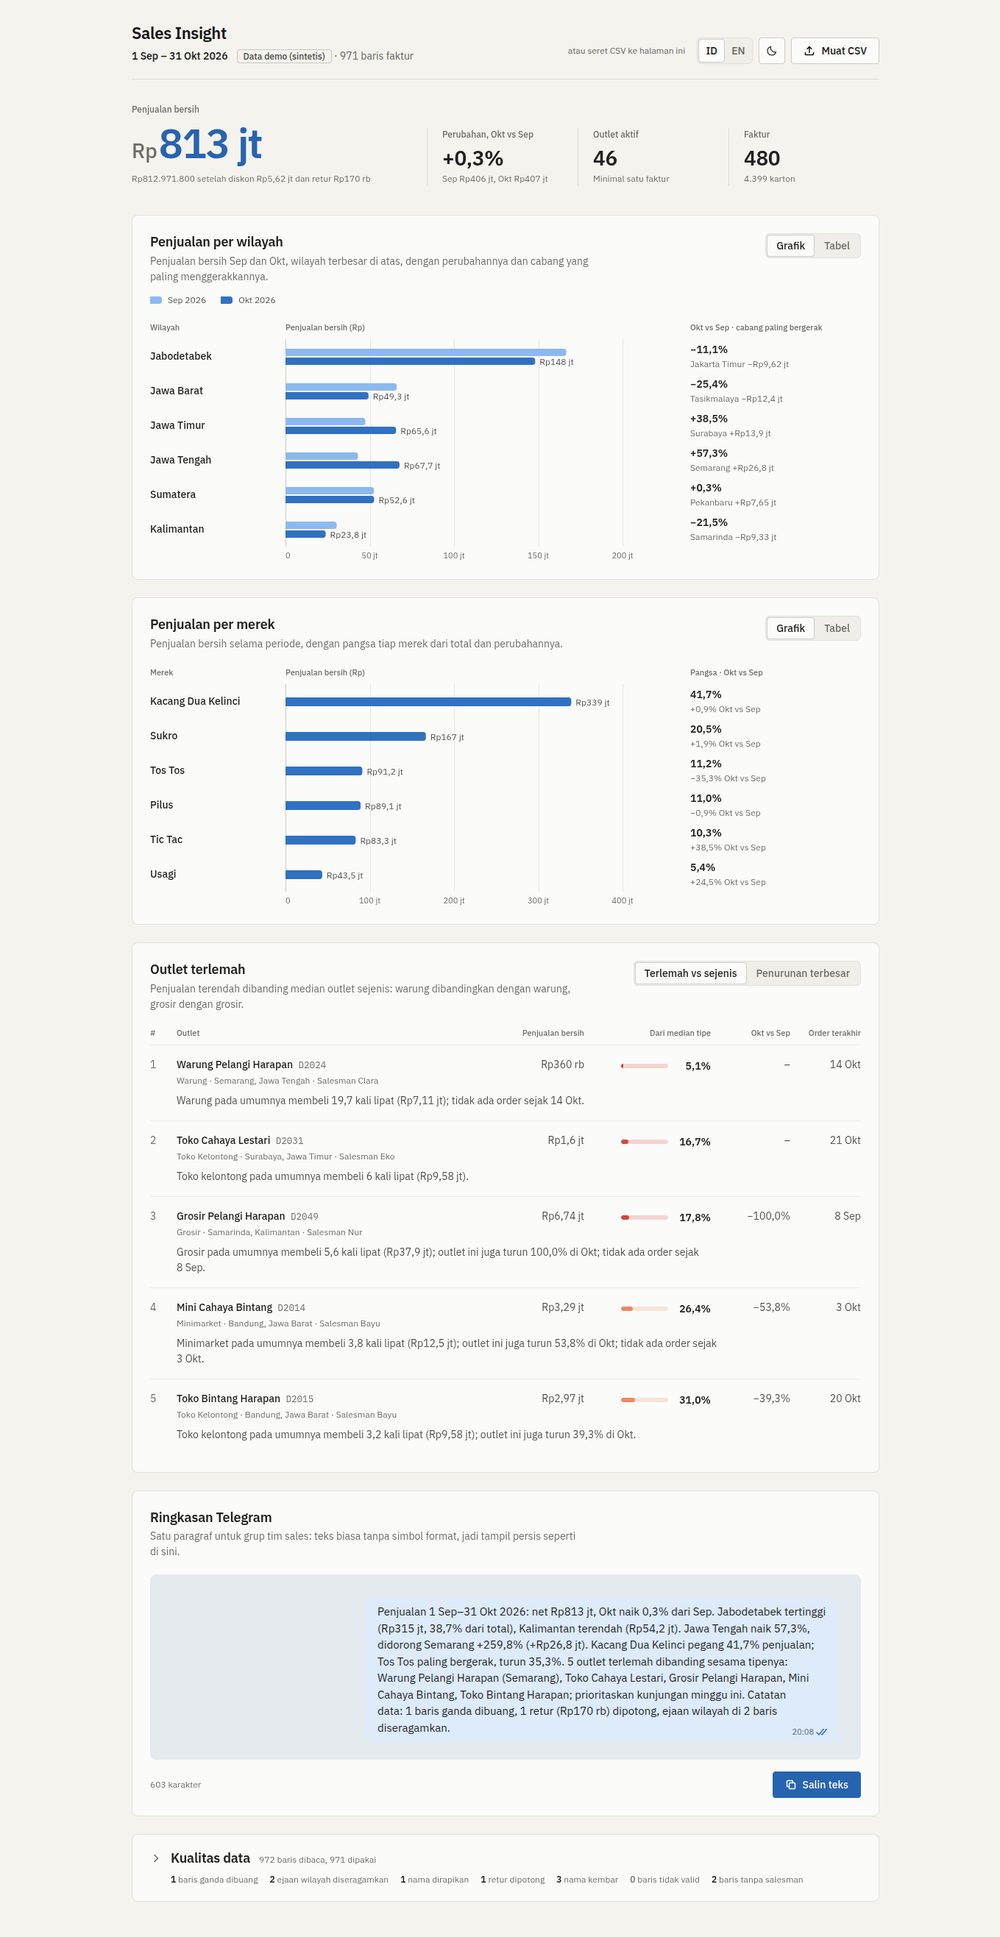 Sales Insight
1 Sep – 31 Okt 2026 Data demo (sintetis) · 971 baris faktur
atau seret CSV ke halaman ini ID EN Muat CSV
Penjualan bersih
Rp813 jt
Rp812.971.800 setelah diskon Rp5,62 jt dan retur Rp170 rb
Perubahan, Okt vs Sep
+0,3%
Sep Rp406 jt, Okt Rp407 jt
Outlet aktif
46
Minimal satu faktur
Faktur
480
4.399 karton
Penjualan per wilayah
Grafik Tabel
Penjualan bersih Sep dan Okt, wilayah terbesar di atas, dengan perubahannya dan cabang yang
paling menggerakkannya.
Sep 2026 Okt 2026
Wilayah Penjualan bersih (Rp) Okt vs Sep · cabang paling bergerak
Jabodetabek Rp148 jt −11,1%
Jakarta Timur −Rp9,62 jt
Jawa Barat Rp49,3 jt −25,4%
Tasikmalaya −Rp12,4 jt
Jawa Timur Rp65,6 jt +38,5%
Surabaya +Rp13,9 jt
Jawa Tengah Rp67,7 jt +57,3%
Semarang +Rp26,8 jt
Sumatera Rp52,6 jt +0,3%
Pekanbaru +Rp7,65 jt
Kalimantan Rp23,8 jt −21,5%
Samarinda −Rp9,33 jt
0 50 jt 100 jt 150 jt 200 jt
Penjualan per merek
Grafik Tabel
Penjualan bersih selama periode, dengan pangsa tiap merek dari total dan perubahannya.
Merek Penjualan bersih (Rp) Pangsa · Okt vs Sep
Kacang Dua Kelinci Rp339 jt 41,7%
+0,9% Okt vs Sep
Sukro Rp167 jt 20,5%
+1,9% Okt vs Sep
Tos Tos Rp91,2 jt 11,2%
−35,3% Okt vs Sep
Pilus Rp89,1 jt 11,0%
−0,9% Okt vs Sep
Tic Tac Rp83,3 jt 10,3%
+38,5% Okt vs Sep
Usagi Rp43,5 jt 5,4%
+24,5% Okt vs Sep
0 100 jt 200 jt 300 jt 400 jt
Outlet terlemah
Terlemah vs sejenis Penurunan terbesar
Penjualan terendah dibanding median outlet sejenis: warung dibandingkan dengan warung,
grosir dengan grosir.
# Outlet Penjualan bersih Dari median tipe Okt vs Sep Order terakhir
1 Warung Pelangi Harapan D2024 Rp360 rb 5,1% – 14 Okt
Warung · Semarang, Jawa Tengah · Salesman Clara
Warung pada umumnya membeli 19,7 kali lipat (Rp7,11 jt); tidak ada order sejak 14 Okt.
2 Toko Cahaya Lestari D2031 Rp1,6 jt 16,7% – 21 Okt
Toko Kelontong · Surabaya, Jawa Timur · Salesman Eko
Toko kelontong pada umumnya membeli 6 kali lipat (Rp9,58 jt).
3 Grosir Pelangi Harapan D2049 Rp6,74 jt 17,8% −100,0% 8 Sep
Grosir · Samarinda, Kalimantan · Salesman Nur
Grosir pada umumnya membeli 5,6 kali lipat (Rp37,9 jt); outlet ini juga turun 100,0% di Okt; tidak ada order sejak
8 Sep.
4 Mini Cahaya Bintang D2014 Rp3,29 jt 26,4% −53,8% 3 Okt
Minimarket · Bandung, Jawa Barat · Salesman Bayu
Minimarket pada umumnya membeli 3,8 kali lipat (Rp12,5 jt); outlet ini juga turun 53,8% di Okt; tidak ada order sejak
3 Okt.
5 Toko Bintang Harapan D2015 Rp2,97 jt 31,0% −39,3% 20 Okt
Toko Kelontong · Bandung, Jawa Barat · Salesman Bayu
Toko kelontong pada umumnya membeli 3,2 kali lipat (Rp9,58 jt); outlet ini juga turun 39,3% di Okt.
Ringkasan Telegram
Satu paragraf untuk grup tim sales: teks biasa tanpa simbol format, jadi tampil persis seperti
di sini.
Penjualan 1 Sep–31 Okt 2026: net Rp813 jt, Okt naik 0,3% dari Sep. Jabodetabek tertinggi
(Rp315 jt, 38,7% dari total), Kalimantan terendah (Rp54,2 jt). Jawa Tengah naik 57,3%,
didorong Semarang +259,8% (+Rp26,8 jt). Kacang Dua Kelinci pegang 41,7% penjualan;
Tos Tos paling bergerak, turun 35,3%. 5 outlet terlemah dibanding sesama tipenya:
Warung Pelangi Harapan (Semarang), Toko Cahaya Lestari, Grosir Pelangi Harapan, Mini
Cahaya Bintang, Toko Bintang Harapan; prioritaskan kunjungan minggu ini. Catatan
data: 1 baris ganda dibuang, 1 retur (Rp170 rb) dipotong, ejaan wilayah di 2 baris
diseragamkan.
20:08
603 karakter
Salin teks
Kualitas data 972 baris dibaca, 971 dipakai
1 baris ganda dibuang 2 ejaan wilayah diseragamkan 1 nama dirapikan 1 retur dipotong 3 nama kembar 0 baris tidak valid 2 baris tanpa salesman